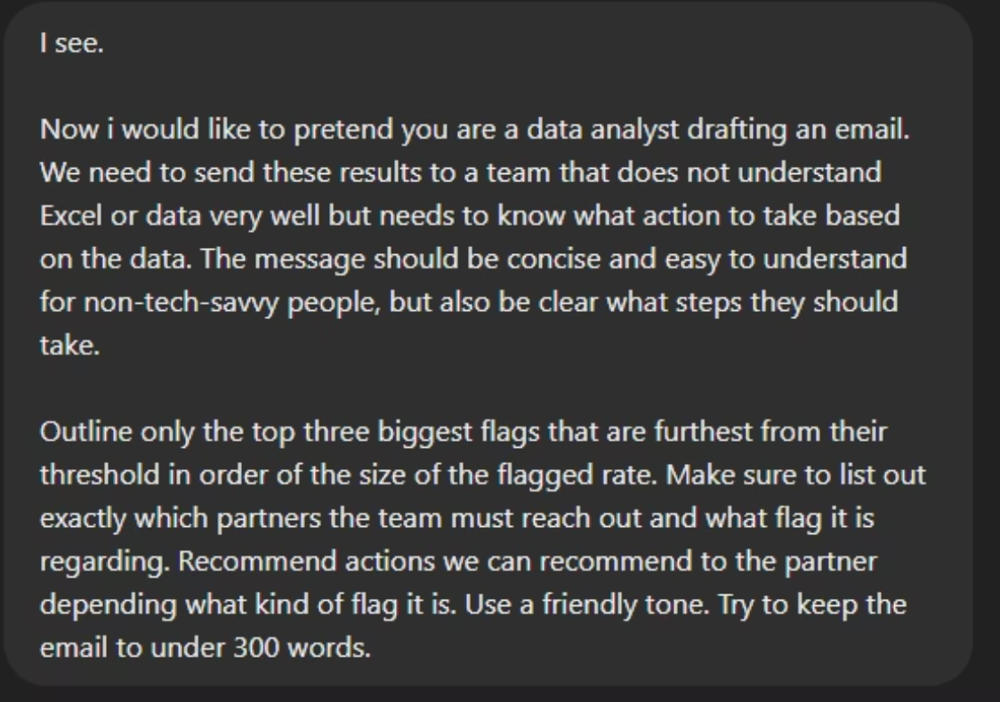 I see.
Now i would like to pretend you are a data analyst drafting an email.
We need to send these results to a team that does not understand
Excel or data very well but needs to know what action to take based
on the data. The message should be concise and easy to understand
for non-tech-savvy people, but also be clear what steps they should
take.
Outline only the top three biggest flags that are furthest from their
threshold in order of the size of the flagged rate. Make sure to list out
exactly which partners the team must reach out and what flag it is
regarding. Recommend actions we can recommend to the partner
depending what kind of flag it is. Use a friendly tone. Try to keep the
email to under 300 words.